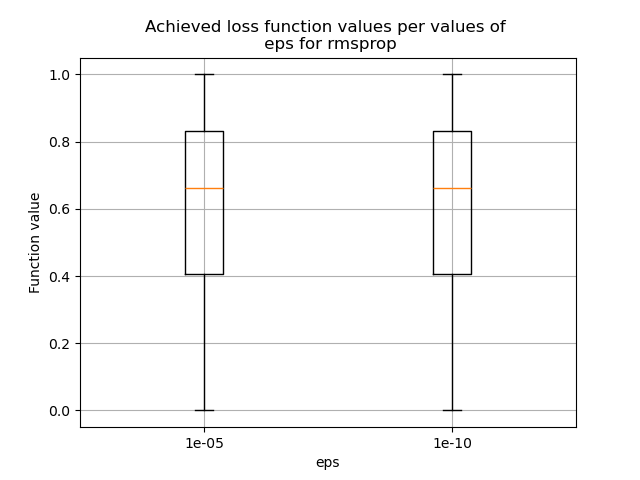 Achieved loss function values per values of
eps for rmsprop
1.0
0.8
0.6
0.4
0.2
0.0
Function value
1e-05
1e-10
eps